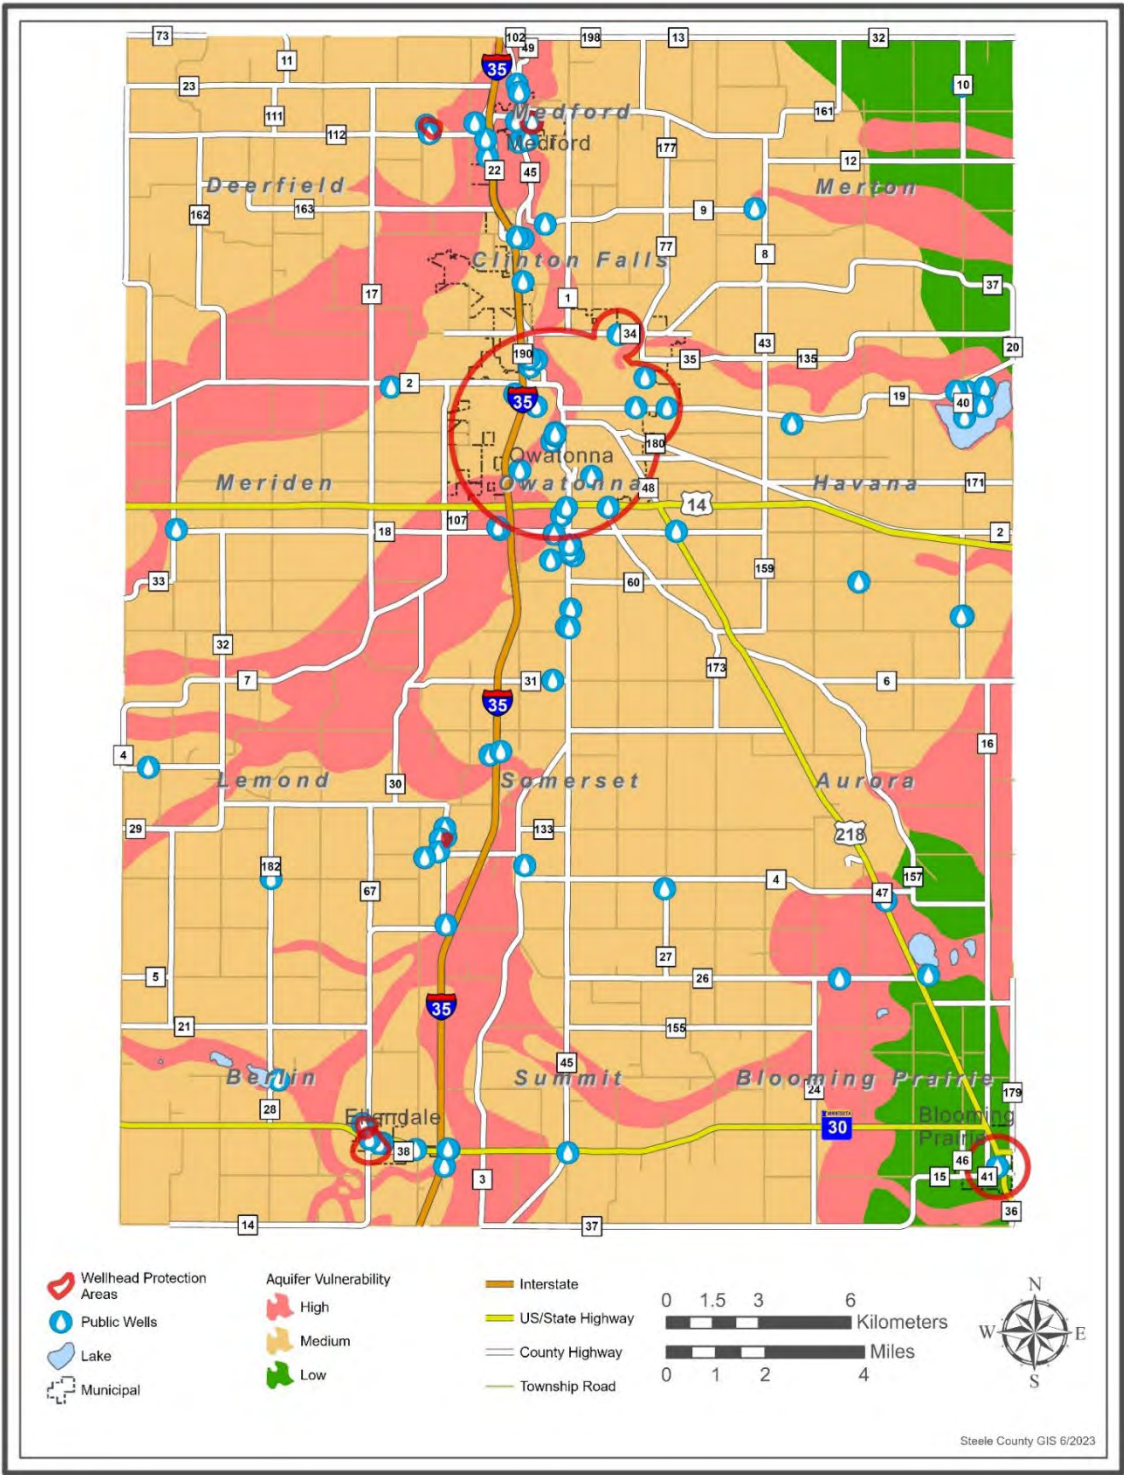 73
102
198
13
32
49
11
35
23
10
111
Medford
161
112
Medford
177
12
22
45
Deerfield
Merton
163
9
162
77
8
Clinton Falls
37
17
1
34
43
20
190
35
135
2
19
35
40
180
Owatonna
Meriden
Owatonna
48
Havana
171
14
107
18
2
33
60
159
32
173
7
31
6
35
16
4
Lemond
30
Somerset
Aurora
29
133
218
182
67
4
157
47
27
5
26
35
21
155
45
Berlin
Summit
Blooming Prairie
24
179
28
Ellendale
Blooming
Prairie
MINNESOTA
30
38
46
3
15
41
36
14
37
Wellhead Protection
Areas
Public Wells
Lake
Municipal
Aquifer Vulnerability
High
Medium
Low
Interstate
US/State Highway
County Highway
Township Road
0 1.5 3 6
Kilometers
Miles
0 1 2 4
N
W E
S
Steele County GIS 6/2023